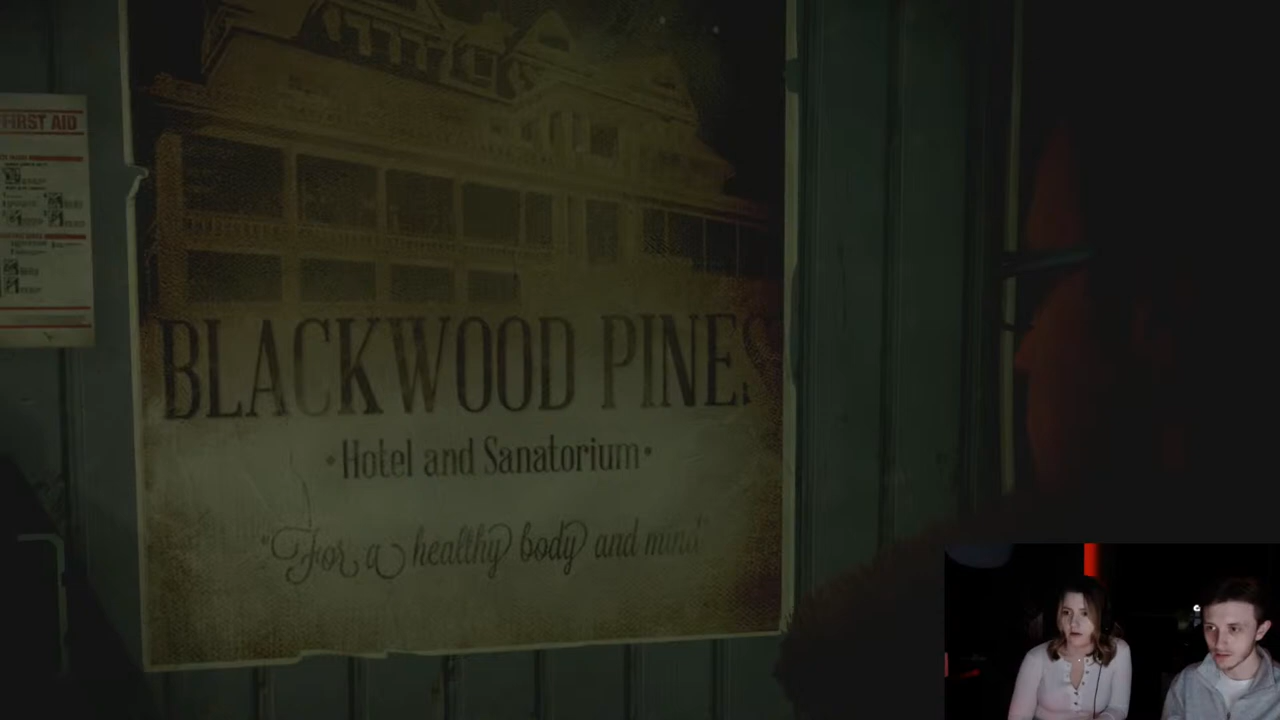 FIRST AID
BLACKWOOD PINES
•Hotel and Sanatorium•
"For a healthy body and mind"